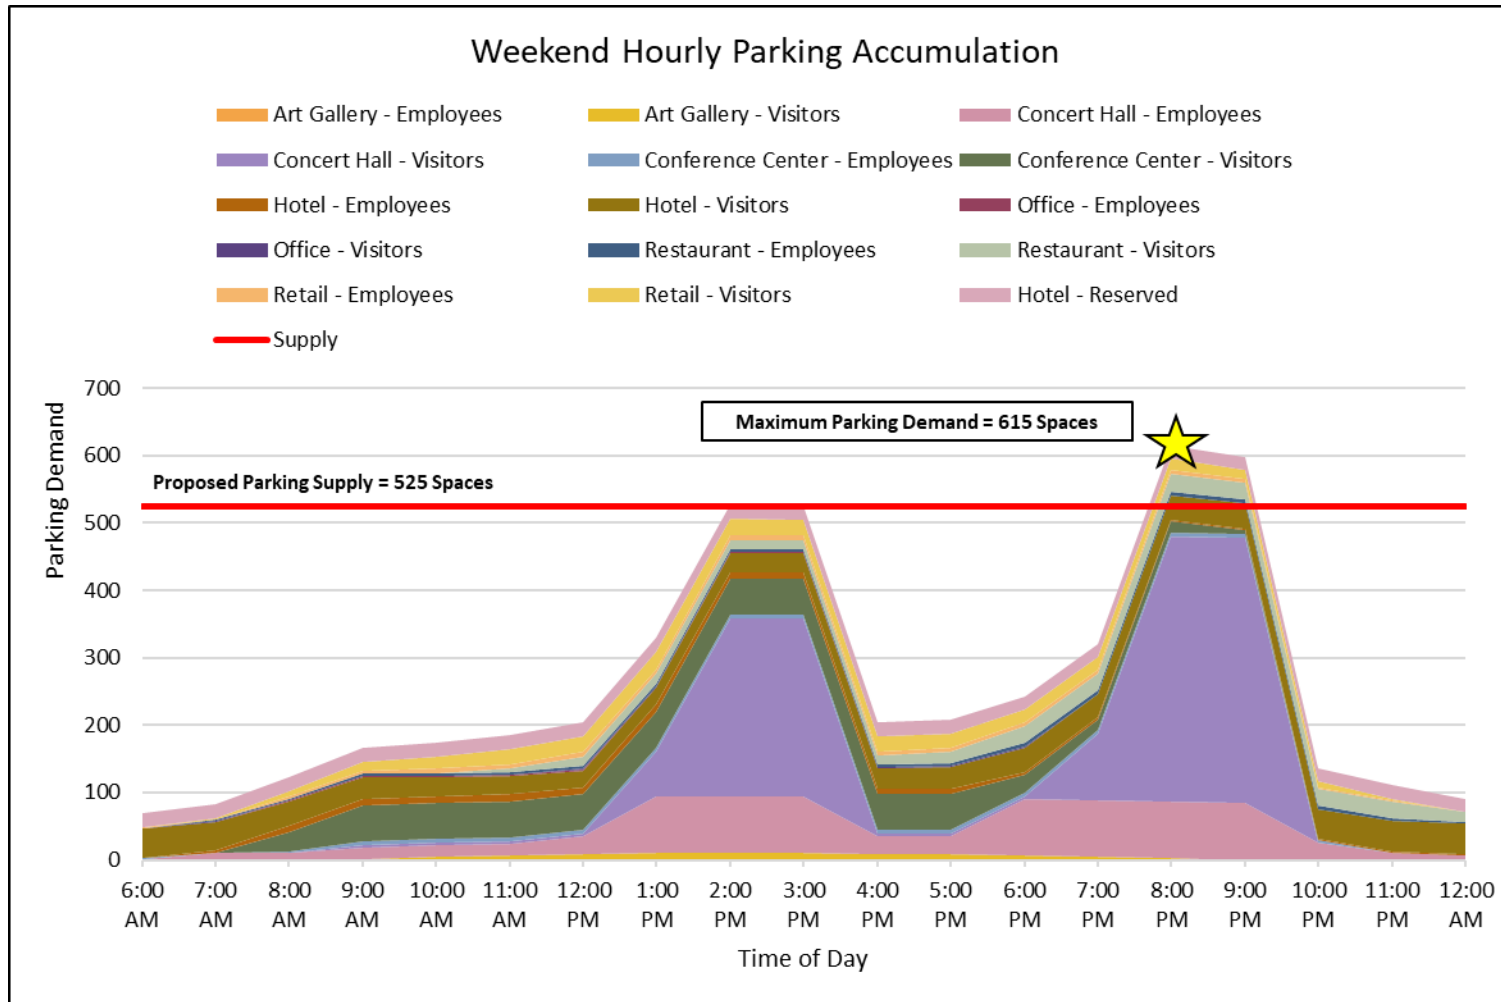 Weekend Hourly Parking Accumulation
Art Gallery - Employees
Art Gallery - Visitors
Concert Hall - Employees
Concert Hall - Visitors
Conference Center - Employees
Conference Center - Visitors
Hotel - Employees
Hotel - Visitors
Office - Employees
Office - Visitors
Restaurant - Employees
Restaurant - Visitors
Retail - Employees
Retail - Visitors
Hotel - Reserved
Supply
Parking Demand
700
600
500
400
300
200
100
0
Maximum Parking Demand = 615 Spaces
Proposed Parking Supply = 525 Spaces
6:00 AM
7:00 AM
8:00 AM
9:00 AM
10:00 AM
11:00 AM
12:00 PM
1:00 PM
2:00 PM
3:00 PM
4:00 PM
5:00 PM
6:00 PM
7:00 PM
8:00 PM
9:00 PM
10:00 PM
11:00 PM
12:00 AM
Time of Day